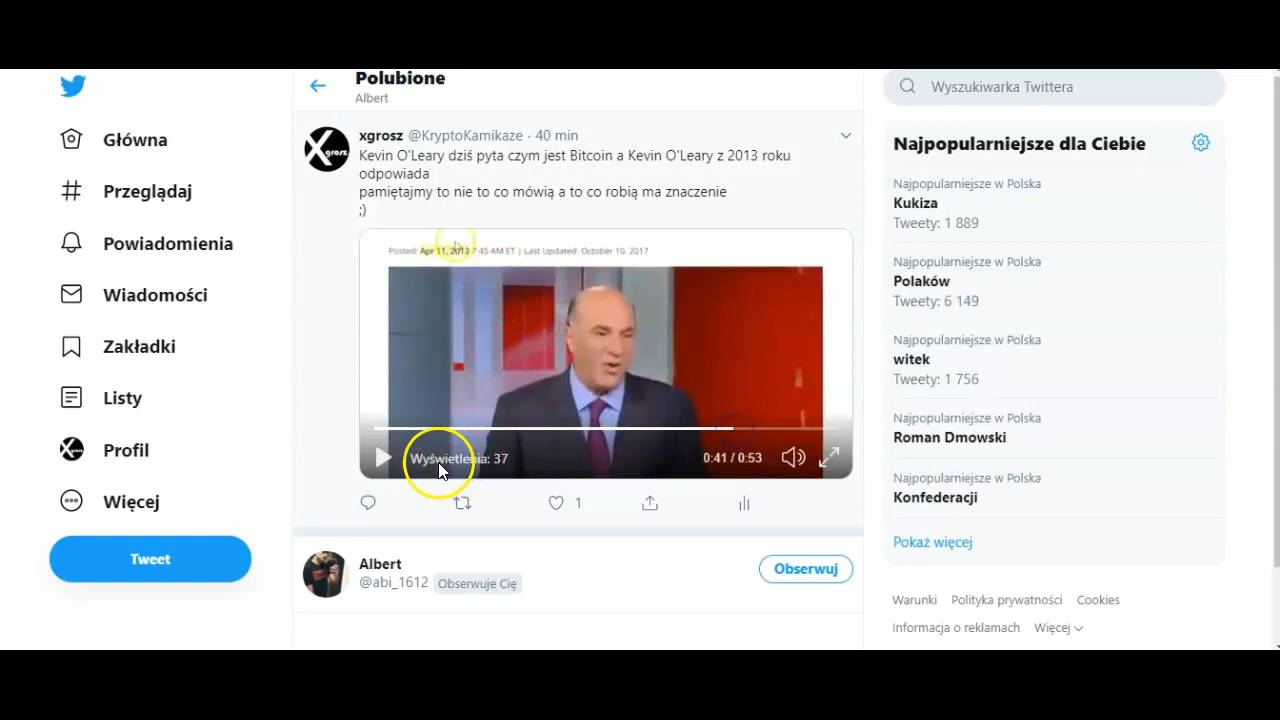 Główna
Przeglądaj
Powiadomienia
Wiadomości
Zakładki
Listy
Profil
Więcej
Tweet
Polubione
Albert
xgrosz @KryptoKamikaze · 40 min
Kevin O'Leary dziś pyta czym jest Bitcoin a Kevin O'Leary z 2013 roku
odpowiada
pamiętajmy to nie to co mówią a to co robią ma znaczenie
;)
Posted: Apr 11, 2013 7:45 AM ET | Last Updated: October 10, 2017
Wyświetlenia: 37
0:41 / 0:53
1
Albert
@abi_1612 Obserwuje Cię
Obserwuj
Wyszukiwarka Twittera
Najpopularniejsze dla Ciebie
Najpopularniejsze w Polska
Kukiza
Tweety: 1 889
Najpopularniejsze w Polska
Polaków
Tweety: 6 149
Najpopularniejsze w Polska
witek
Tweety: 1 756
Najpopularniejsze w Polska
Roman Dmowski
Najpopularniejsze w Polska
Konfederacji
Pokaż więcej
Warunki Polityka prywatności Cookies
Informacja o reklamach Więcej